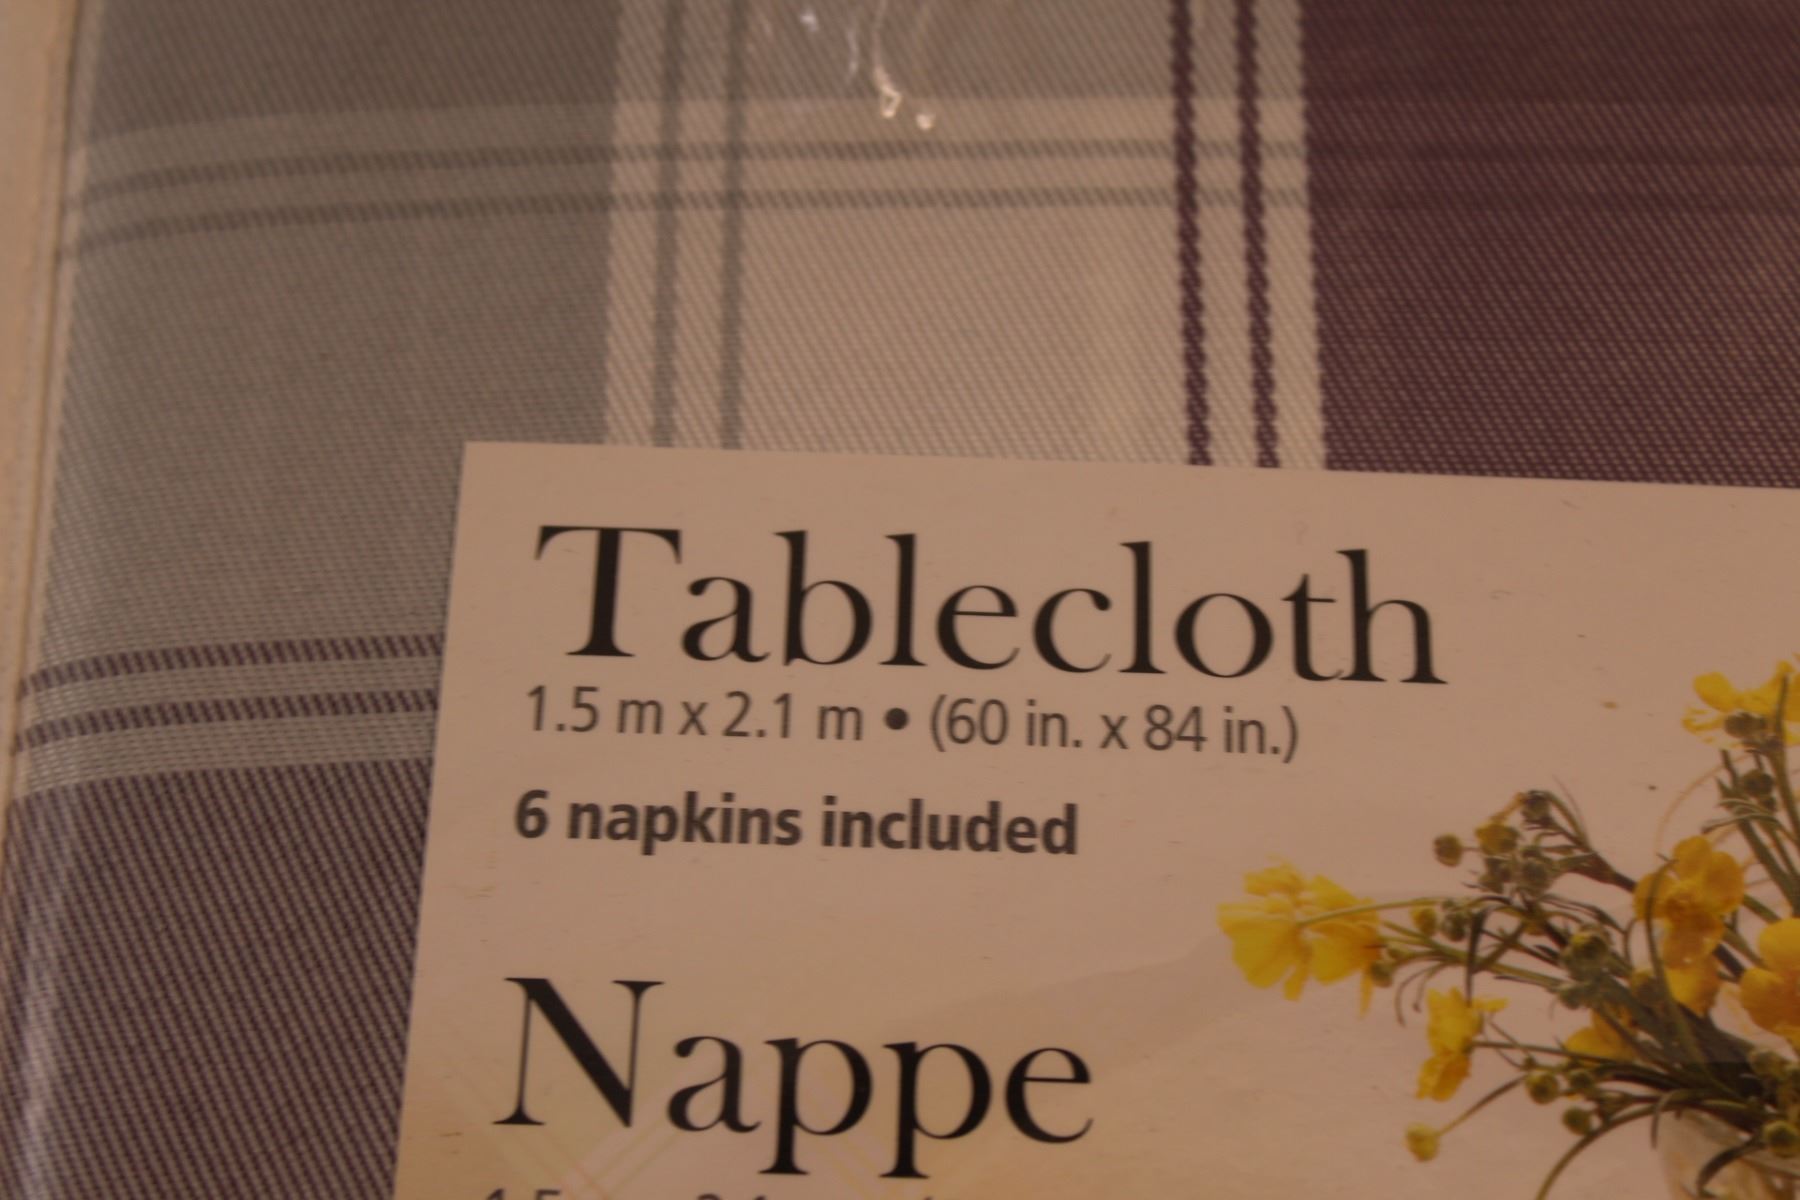 Tablecloth
1.5 m x 2.1 m • (60 in. x 84 in.)
6 napkins included
Nappe